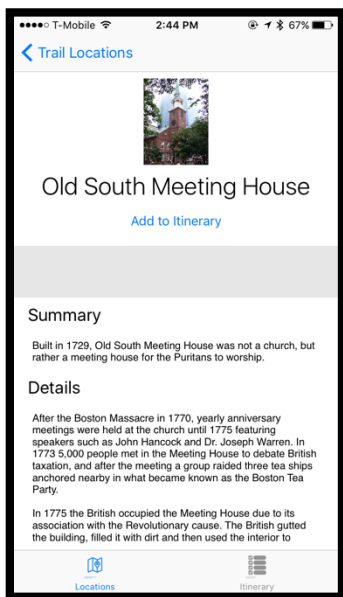 T-Mobile 2:44 PM 67%
Trail Locations
Old South Meeting House
Add to Itinerary
Summary
Built in 1729, Old South Meeting House was not a church, but
rather a meeting house for the Puritans to worship.
Details
After the Boston Massacre in 1770, yearly anniversary
meetings were held at the church until 1775 featuring
speakers such as John Hancock and Dr. Joseph Warren. In
1773 5,000 people met in the Meeting House to debate British
taxation, and after the meeting a group raided three tea ships
anchored nearby in what became known as the Boston Tea
Party.
In 1775 the British occupied the Meeting House due to its
association with the Revolutionary cause. The British gutted
the building, filled it with dirt and then used the interior to
Locations Itinerary